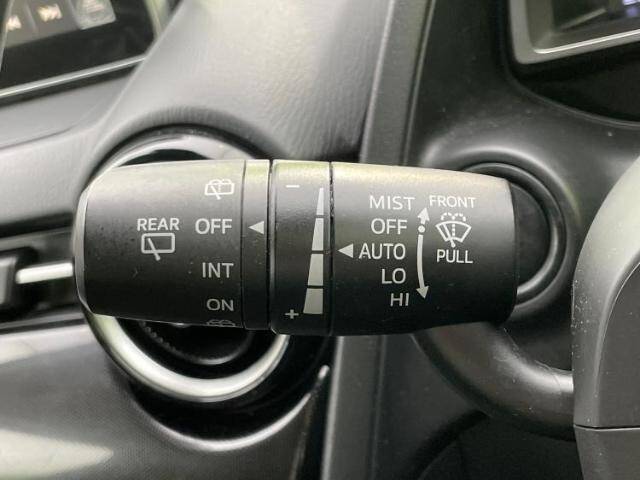 REAR
OFF
INT
ON
−
+
MIST
OFF
AUTO
LO
HI
FRONT
PULL